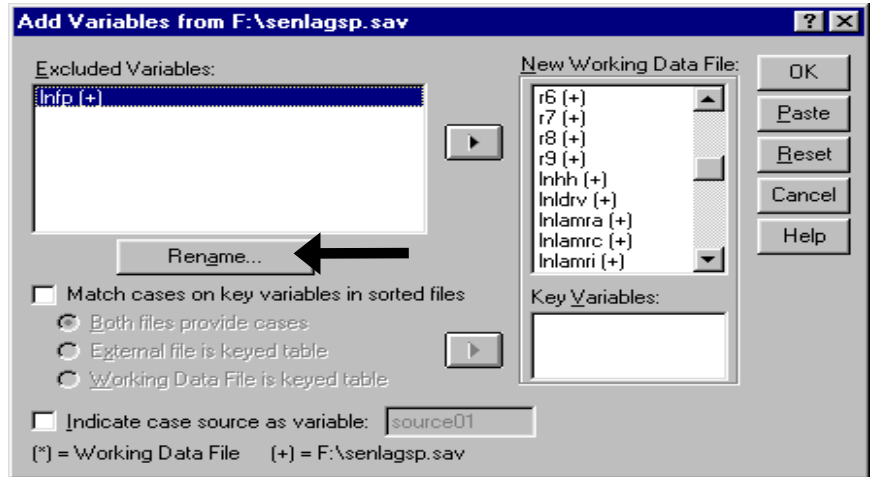 Add Variables from F:\senlagsp.sav
Excluded Variables:
lnfp (+)
Rename...
New Working Data File:
r6 (+)
r7 (+)
r8 (+)
r9 (+)
lnhh (+)
lnldrv (+)
lnlamra (+)
lnlamrc (+)
lnlamri (+)
OK
Paste
Reset
Cancel
Help
Match cases on key variables in sorted files
Both files provide cases
External file is keyed table
Working Data File is keyed table
Key Variables:
Indicate case source as variable: source01
(*) = Working Data File (+) = F:\senlagsp.sav